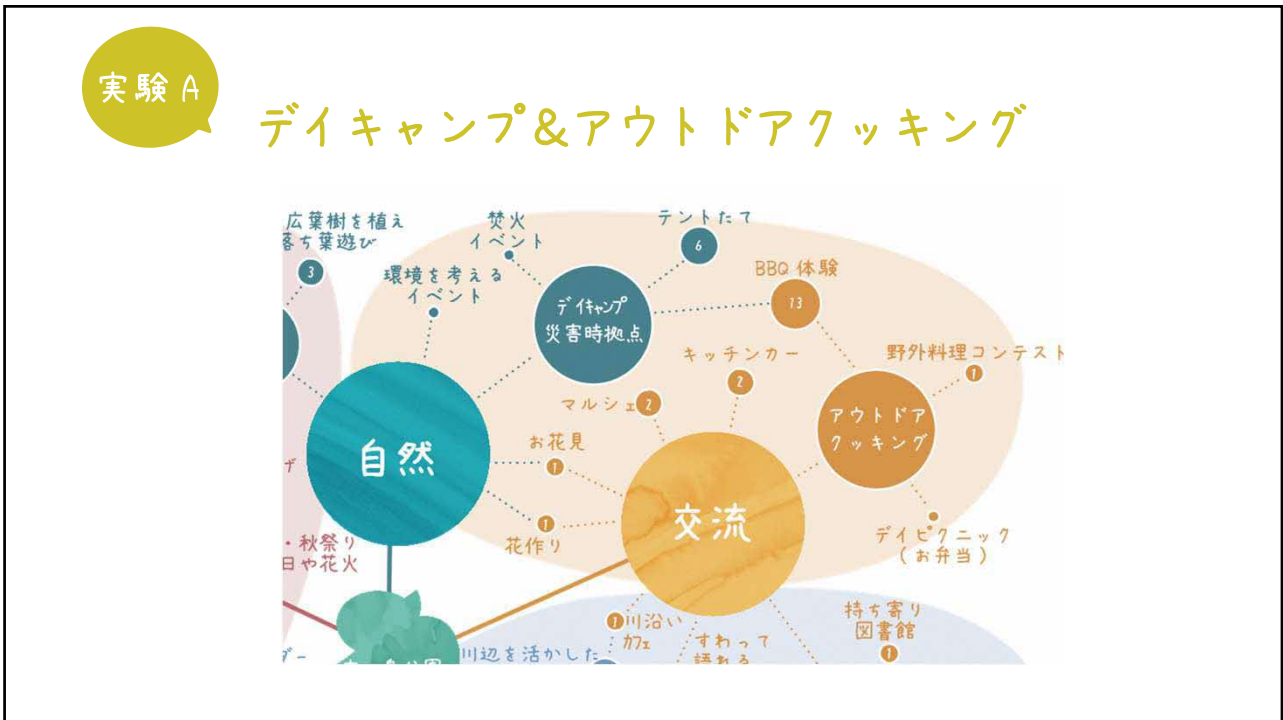 実験 A
デイキャンプ&アウトドアクッキング
広葉樹を植え
落ち葉遊び
3
焚火
イベント
テントたて
6
環境を考える
イベント
BBQ 体験
13
デイキャンプ
災害時拠点
キッチンカー
2
野外料理コンテスト
1
マルシェ 2
アウトドア
クッキング
自然
お花見
1
交流
1
花作り
デイピクニック
(お弁当)
・秋祭り
日や花火
1 川沿い
カフェ
すわって
語れる
持ち寄り
図書館
1
ダー
川辺を活かした